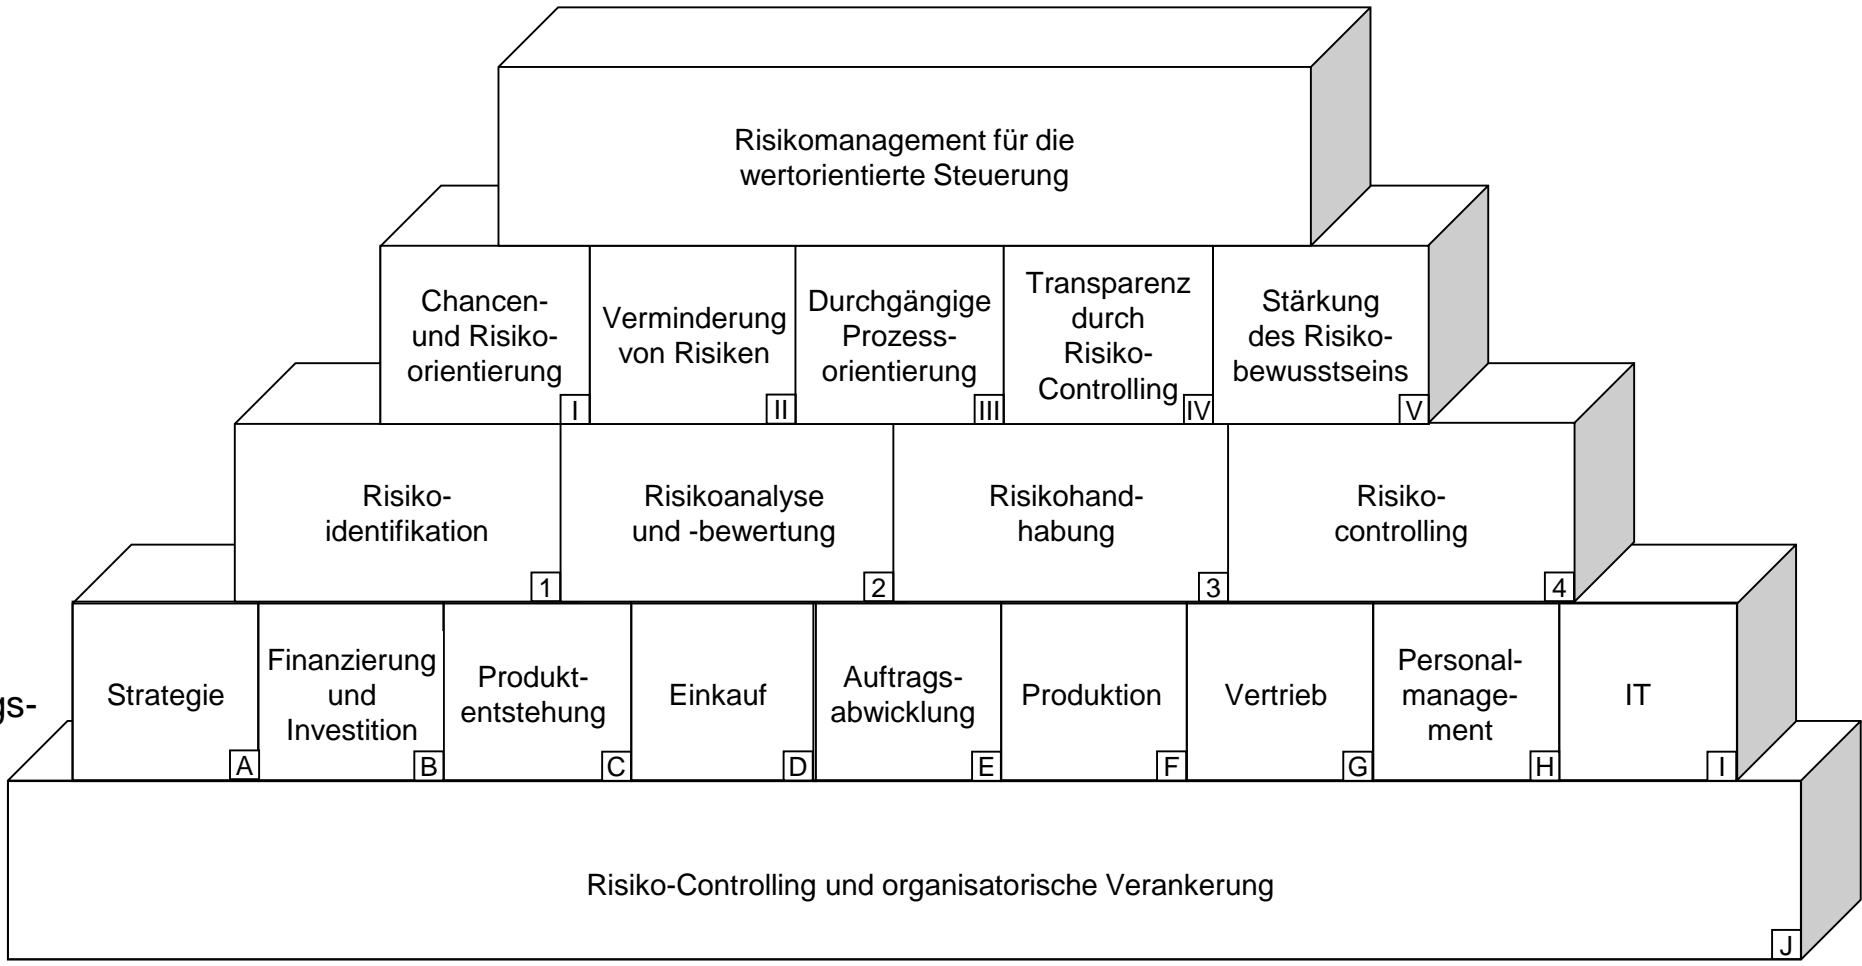 Risikomanagement für die
wertorientierte Steuerung
Chancen-
und Risiko-
orientierung
I
Verminderung
von Risiken
II
Durchgängige
Prozess-
orientierung
III
Transparenz
durch
Risiko-
Controlling
IV
Stärkung
des Risiko-
bewusstseins
V
Risiko-
identifikation
1
Risikoanalyse
und -bewertung
2
Risikohand-
habung
3
Risiko-
controlling
4
gs-
Strategie
A
Finanzierung
und
Investition
B
Produkt-
entstehung
C
Einkauf
D
Auftrags-
abwicklung
E
Produktion
F
Vertrieb
G
Personal-
manage-
ment
H
IT
I
Risiko-Controlling und organisatorische Verankerung
J